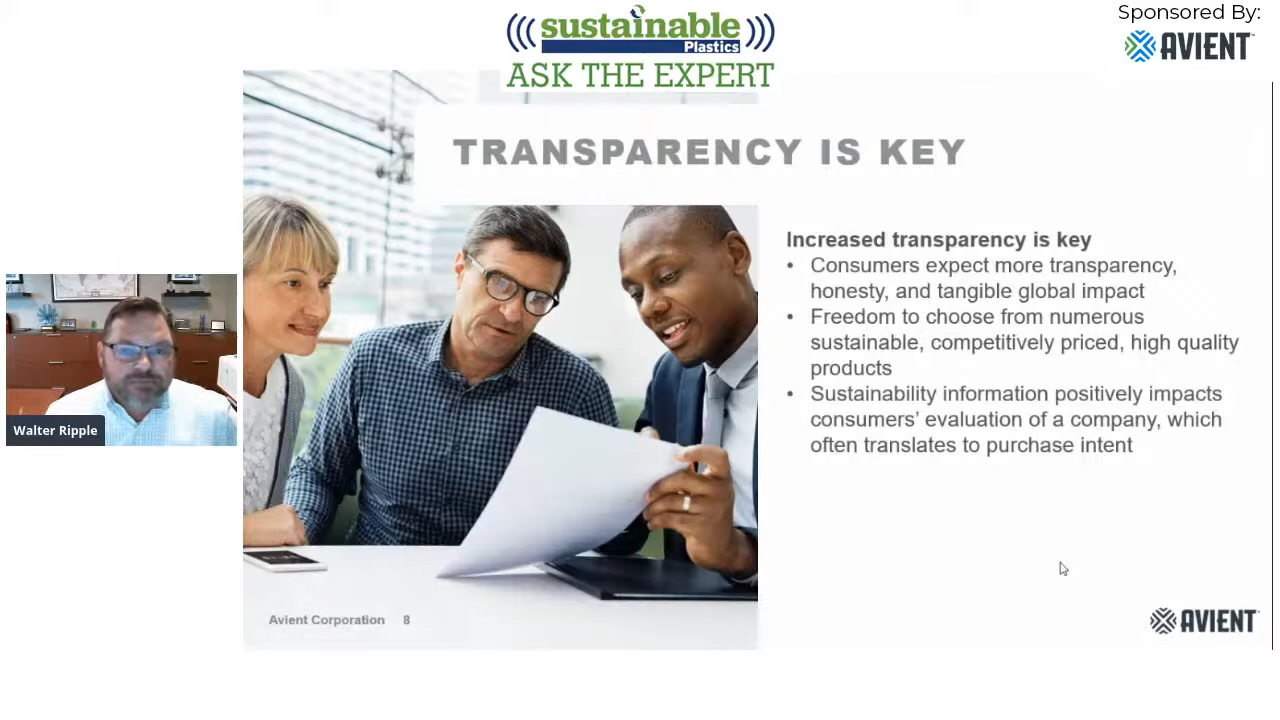 sustainable
Plastics
ASK THE EXPERT
Sponsored By:
AVIENT
TRANSPARENCY IS KEY
Increased transparency is key
• Consumers expect more transparency,
honesty, and tangible global impact
• Freedom to choose from numerous
sustainable, competitively priced, high quality
products
• Sustainability information positively impacts
consumers’ evaluation of a company, which
often translates to purchase intent
Walter Ripple
Avient Corporation 8
AVIENT